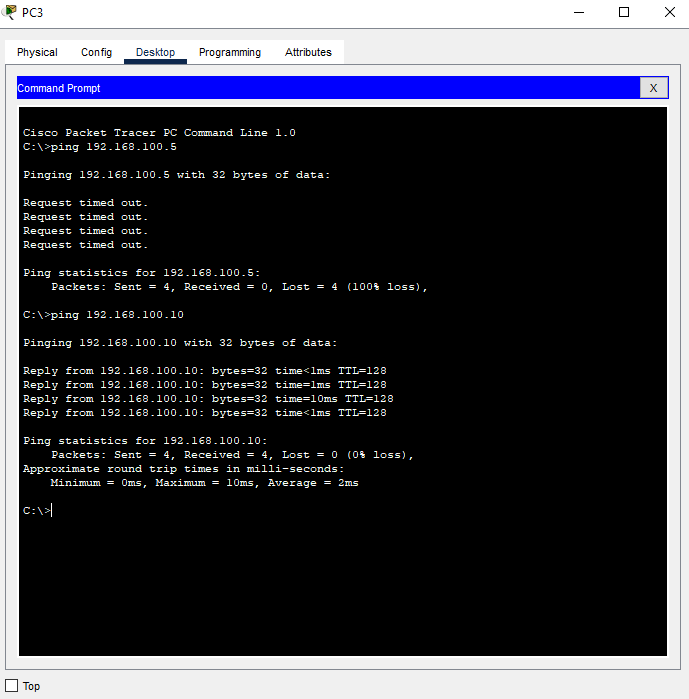 PC3
Physical Config Desktop Programming Attributes
Command Prompt
X
Cisco Packet Tracer PC Command Line 1.0
C:\>ping 192.168.100.5
Pinging 192.168.100.5 with 32 bytes of data:
Request timed out.
Request timed out.
Request timed out.
Request timed out.
Ping statistics for 192.168.100.5:
Packets: Sent = 4, Received = 0, Lost = 4 (100% loss),
C:\>ping 192.168.100.10
Pinging 192.168.100.10 with 32 bytes of data:
Reply from 192.168.100.10: bytes=32 time<1ms TTL=128
Reply from 192.168.100.10: bytes=32 time=1ms TTL=128
Reply from 192.168.100.10: bytes=32 time=10ms TTL=128
Reply from 192.168.100.10: bytes=32 time<1ms TTL=128
Ping statistics for 192.168.100.10:
Packets: Sent = 4, Received = 4, Lost = 0 (0% loss),
Approximate round trip times in milli-seconds:
Minimum = 0ms, Maximum = 10ms, Average = 2ms
C:\>
Top